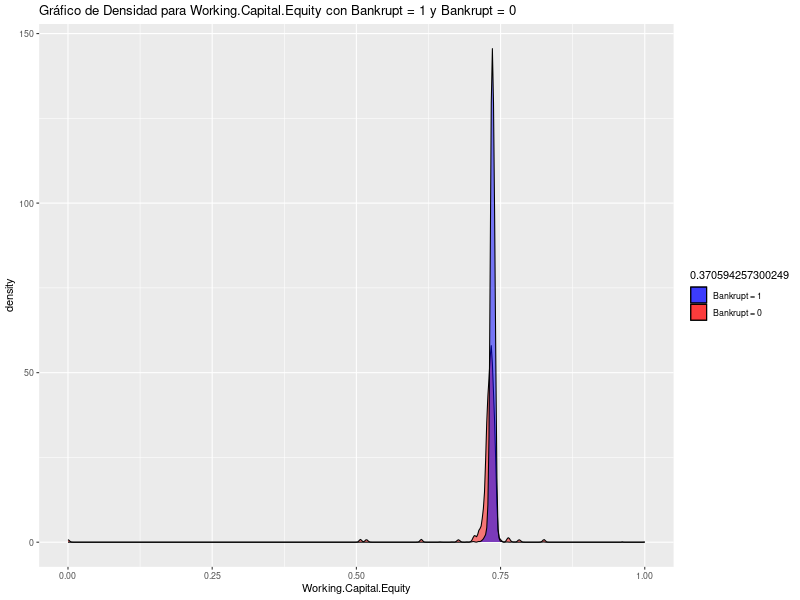 Gráfico de Densidad para Working.Capital.Equity con Bankrupt = 1 y Bankrupt = 0
150
100
50
0
density
0.00 0.25 0.50 0.75 1.00
Working.Capital.Equity
0.370594257300249
Bankrupt = 1
Bankrupt = 0